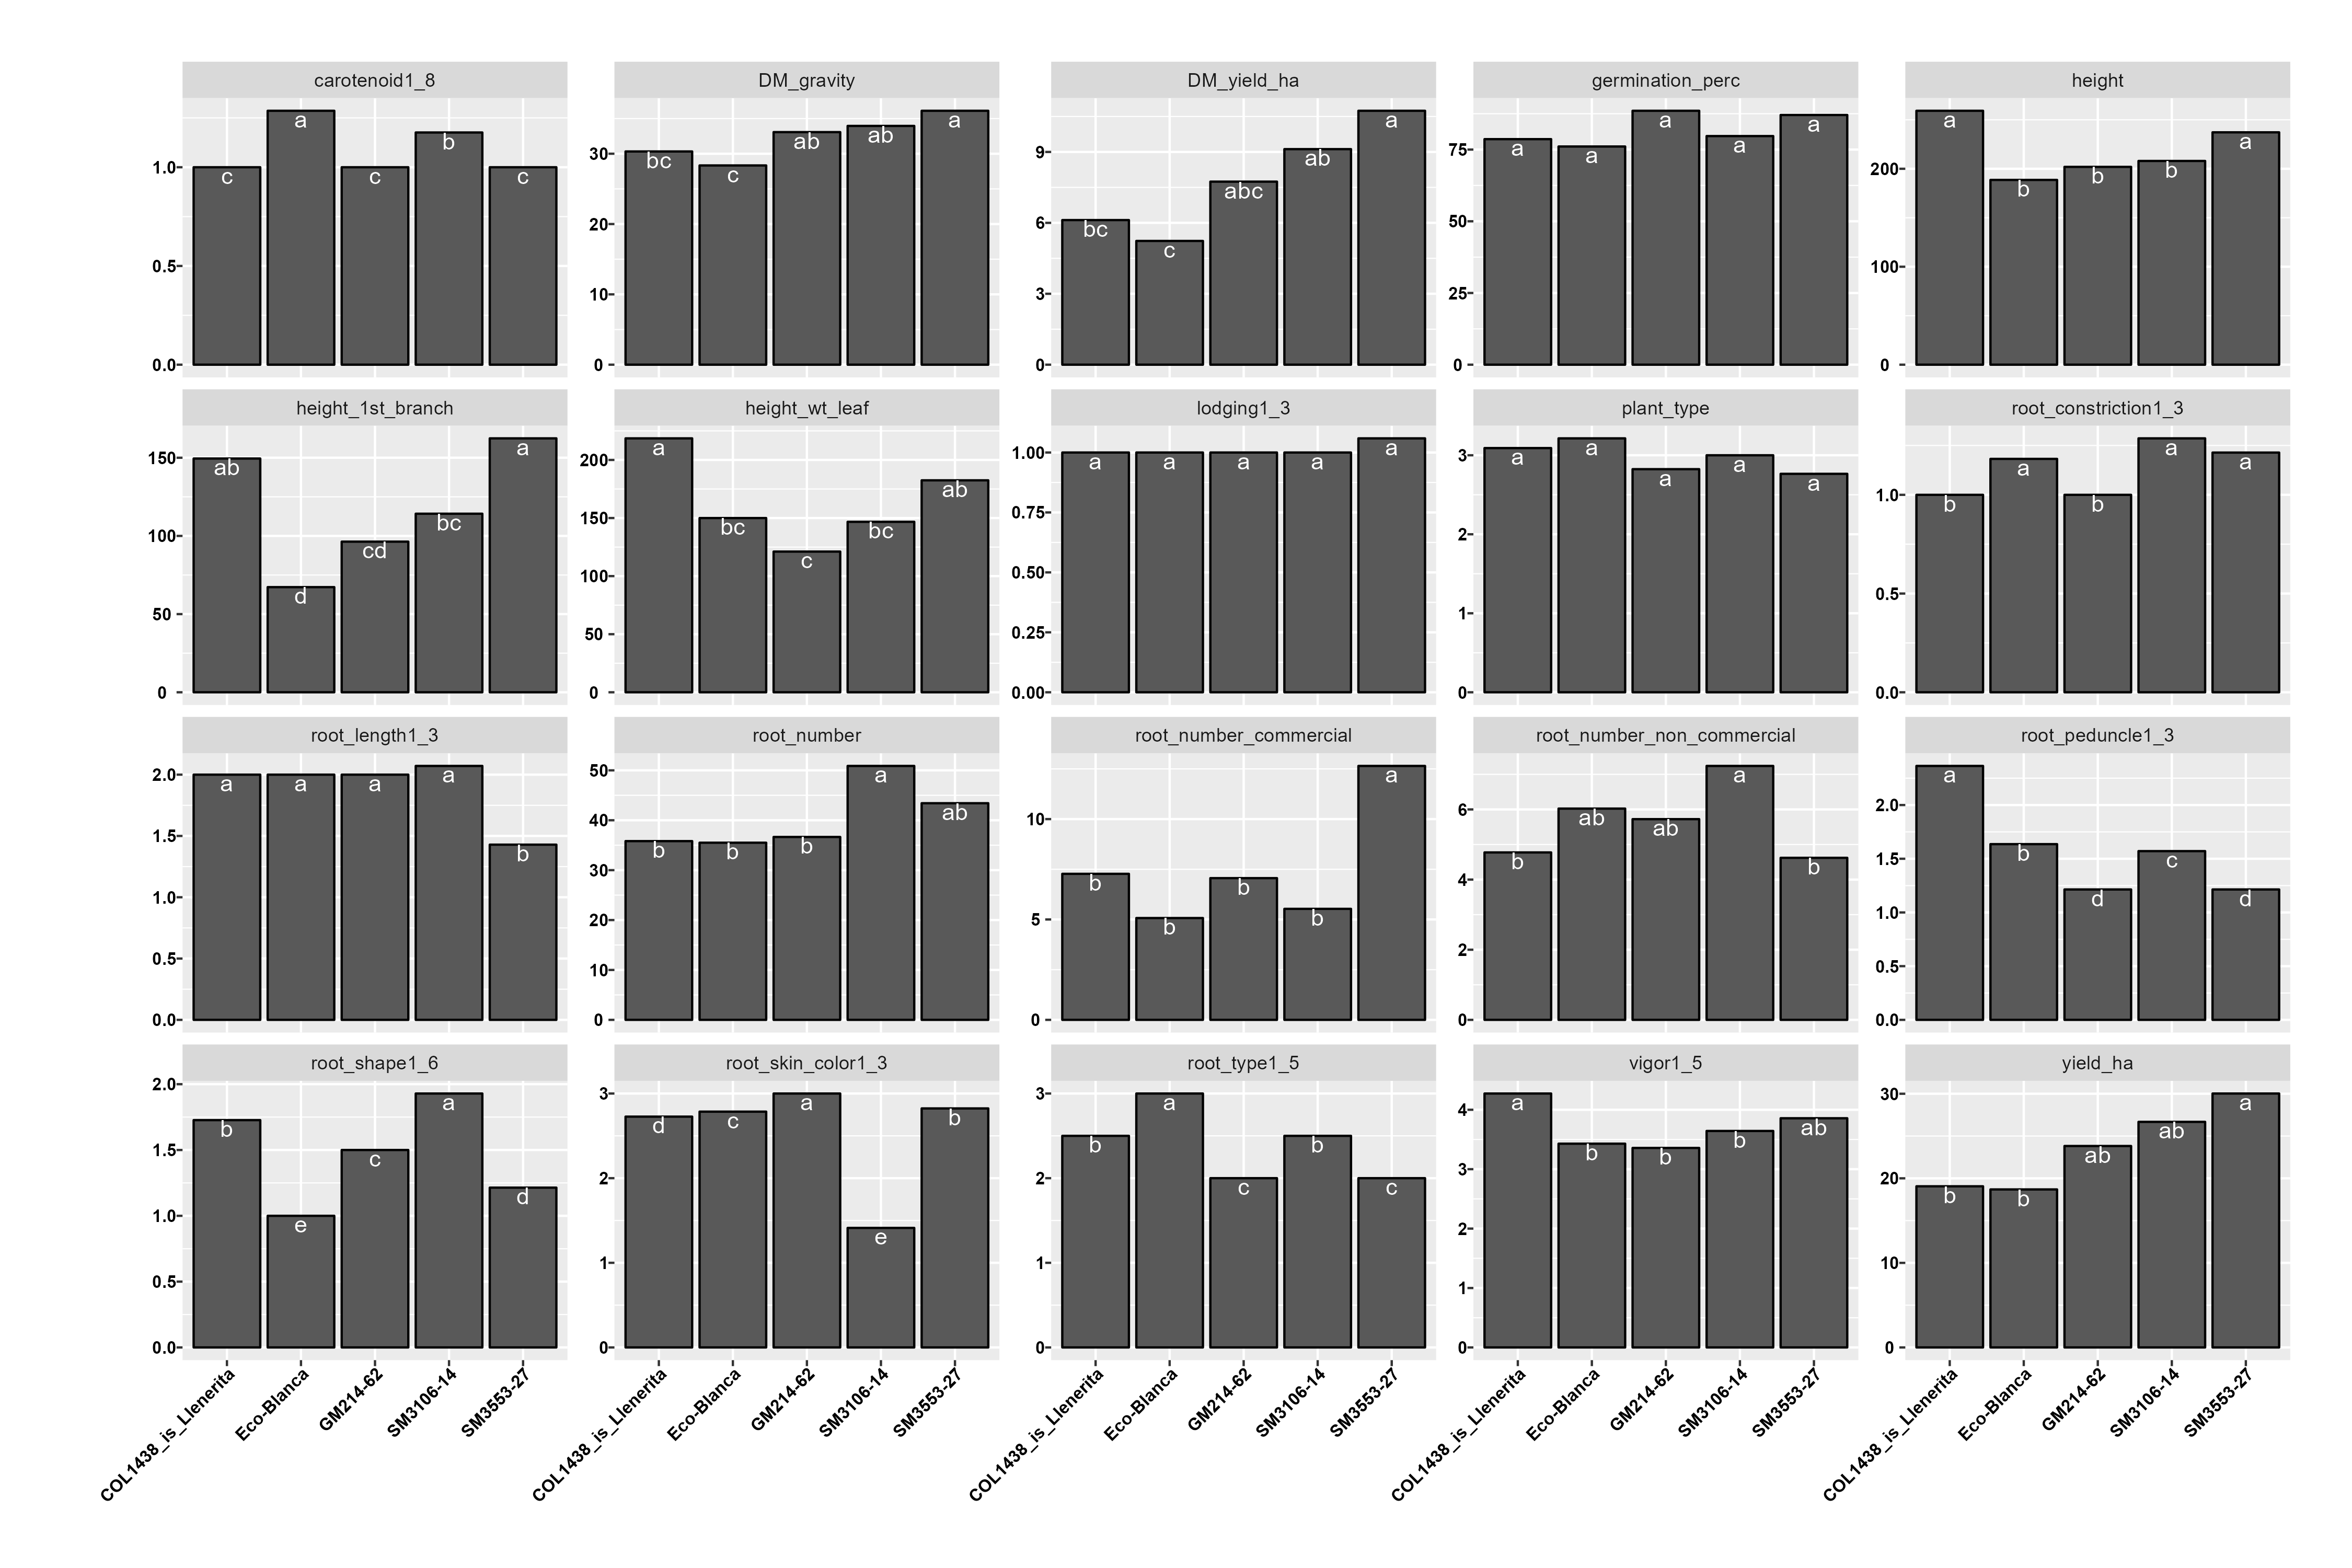 carotenoid1_8
DM_gravity
DM_yield_ha
germination_perc
height
1.0
0.5
0.0
c
a
c
b
c
30
20
10
0
bc
c
ab
ab
a
9
6
3
0
bc
c
abc
ab
a
75
50
25
0
a
a
a
a
a
200
100
0
a
b
b
b
a
height_1st_branch
height_wt_leaf
lodging1_3
plant_type
root_constriction1_3
150
100
50
0
ab
d
cd
bc
a
200
150
100
50
0
a
bc
c
bc
ab
1.00
0.75
0.50
0.25
0.00
a
a
a
a
a
3
2
1
0
a
a
a
a
a
1.0
0.5
0.0
b
a
b
a
a
root_length1_3
root_number
root_number_commercial
root_number_non_commercial
root_peduncle1_3
2.0
1.5
1.0
0.5
0.0
a
a
a
a
b
50
40
30
20
10
0
b
b
b
a
ab
10
5
0
b
b
b
b
a
6
4
2
0
b
ab
ab
a
b
2.0
1.5
1.0
0.5
0.0
a
b
d
c
d
root_shape1_6
root_skin_color1_3
root_type1_5
vigor1_5
yield_ha
2.0
1.5
1.0
0.5
0.0
b
e
c
a
d
3
2
1
0
d
c
a
e
b
3
2
1
0
b
a
c
b
c
4
3
2
1
0
a
b
b
b
ab
30
20
10
0
b
b
ab
ab
a
COL1438_is_Llenerita
Eco-Blanca
GM214-62
SM3106-14
SM3553-27
COL1438_is_Llenerita
Eco-Blanca
GM214-62
SM3106-14
SM3553-27
COL1438_is_Llenerita
Eco-Blanca
GM214-62
SM3106-14
SM3553-27
COL1438_is_Llenerita
Eco-Blanca
GM214-62
SM3106-14
SM3553-27
COL1438_is_Llenerita
Eco-Blanca
GM214-62
SM3106-14
SM3553-27